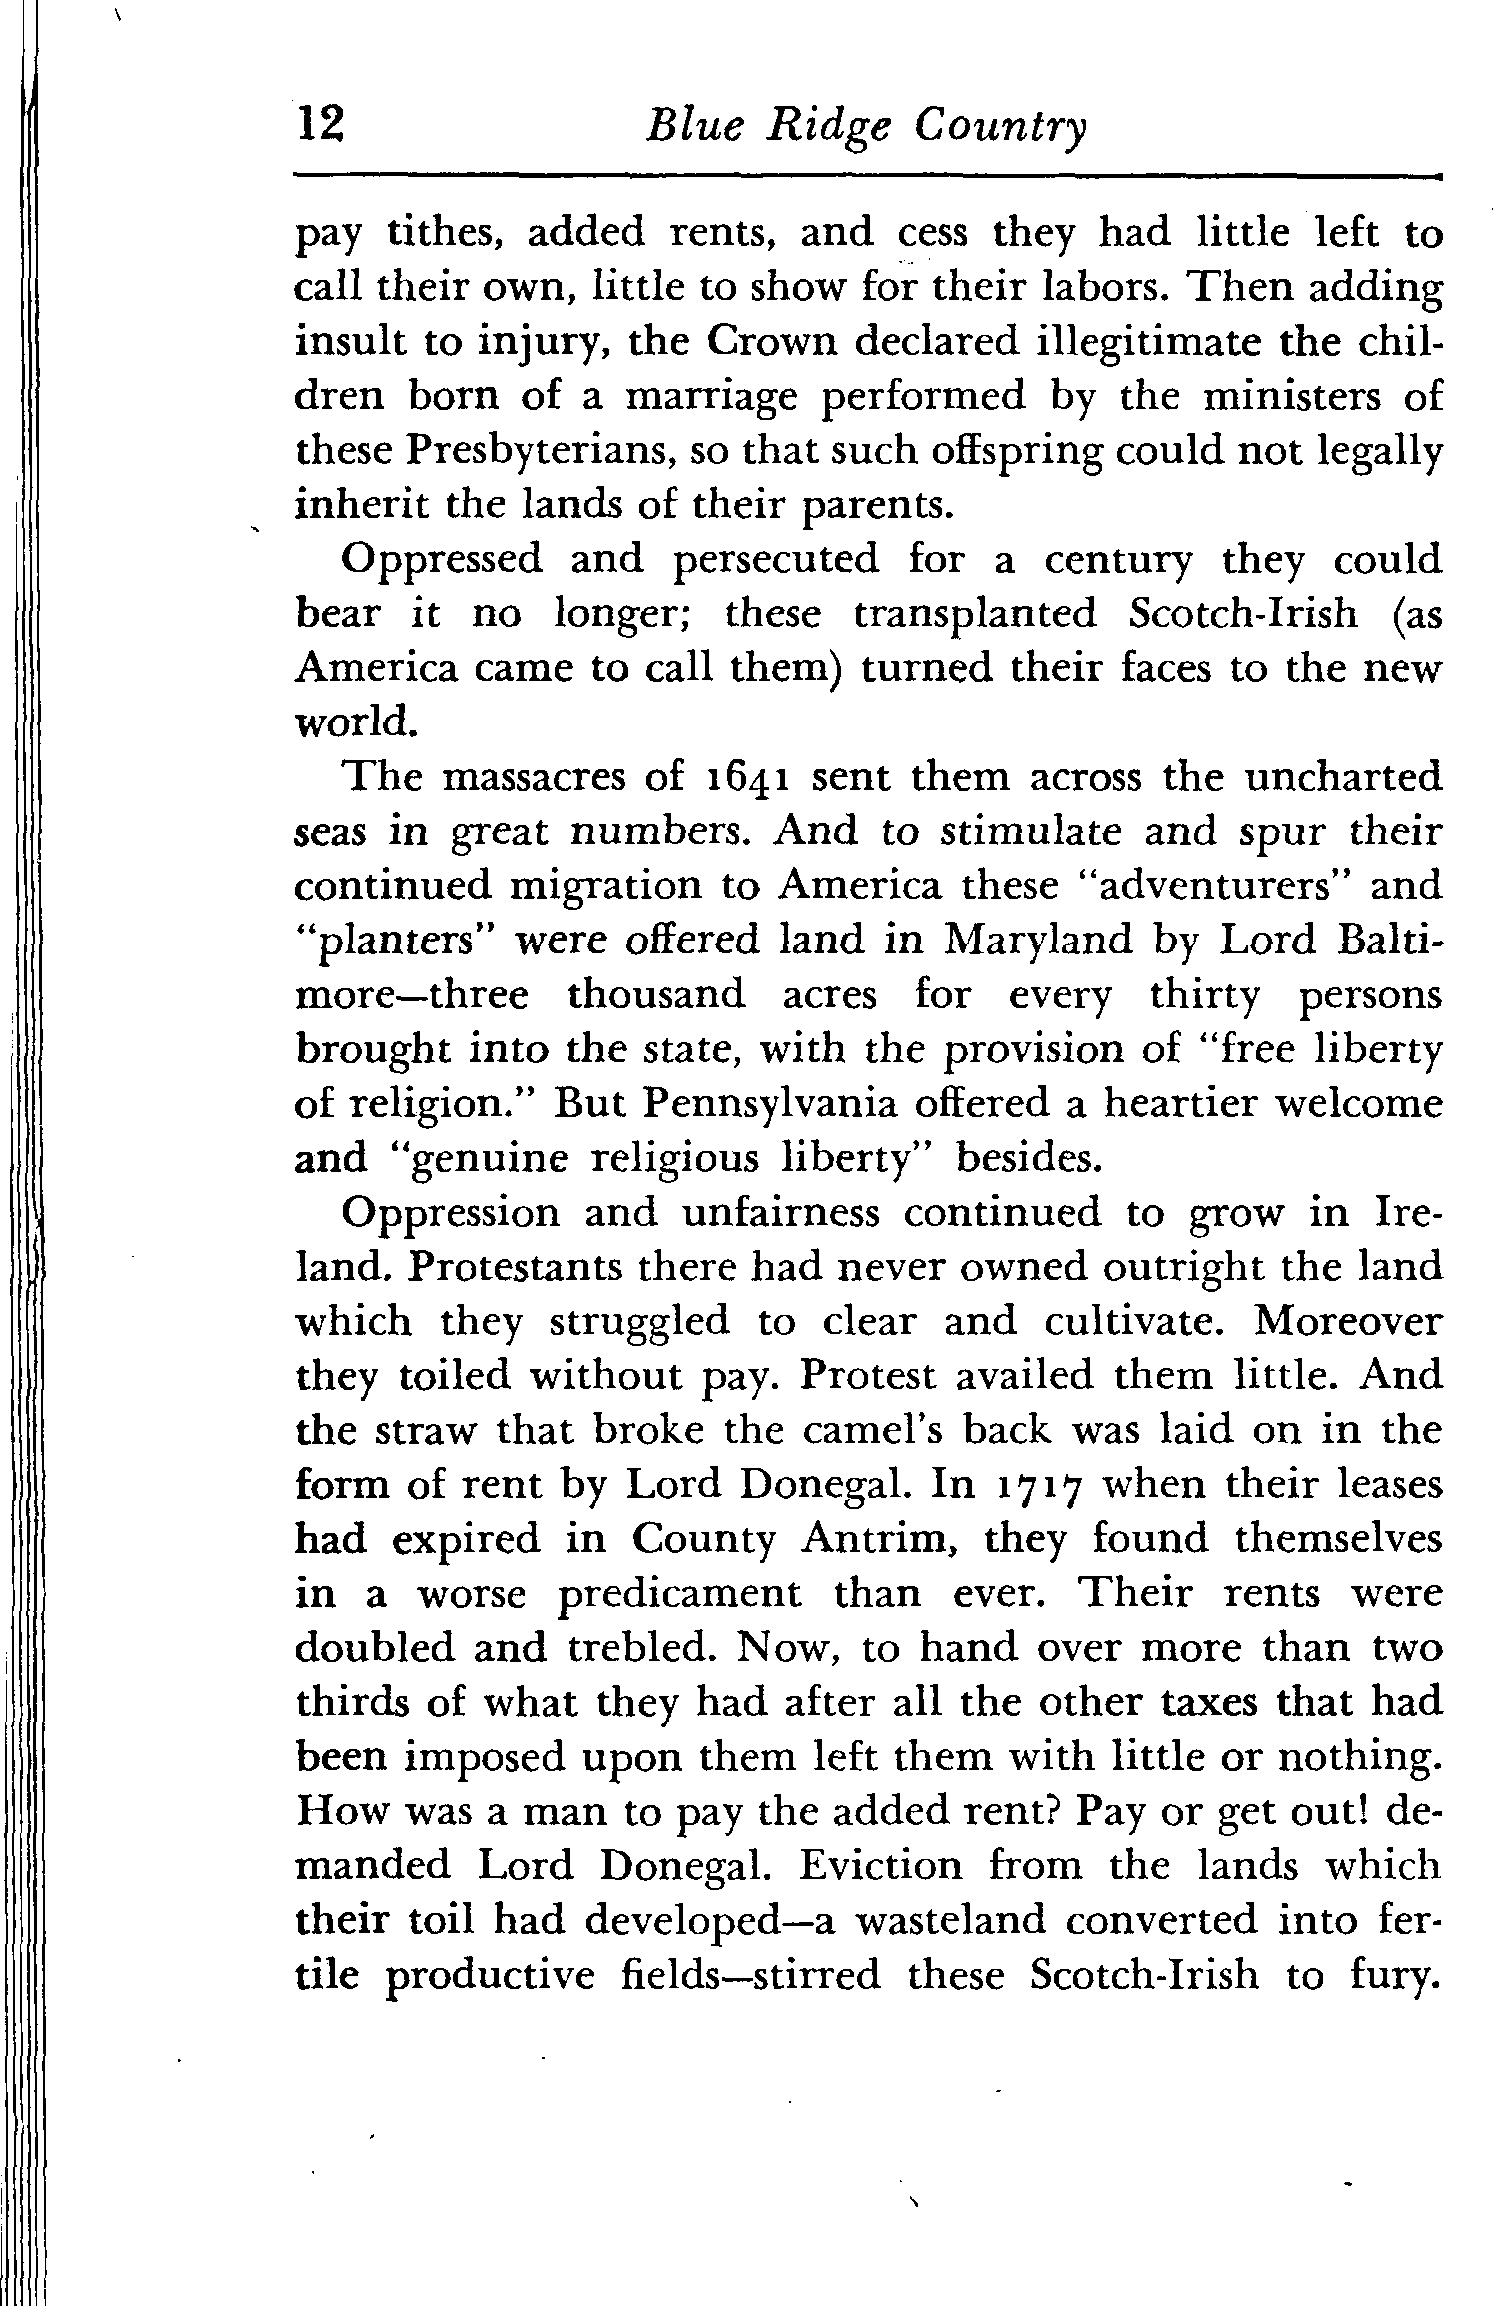 12 Blue Ridge Country
pay tithes, added rents, and cess they had little left to
call their own, little to show for their labors. Then adding
insult to injury, the Crown declared illegitimate the chil-
dren born of a marriage performed by the ministers of
these Presbyterians, so that such offspring could not legally
inherit the lands of their parents.
Oppressed and persecuted for a century they could
bear it no longer; these transplanted Scotch-Irish (as
America came to call them) turned their faces to the new
world.
The massacres of 1641 sent them across the uncharted
seas in great numbers. And to stimulate and spur their
continued migration to America these “adventurers” and
“planters” were offered land in Maryland by Lord Balti-
more—three thousand acres for every thirty persons
brought into the state, with the provision of “free liberty
of religion.” But Pennsylvania offered a heartier welcome
and “genuine religious liberty” besides.
Oppression and unfairness continued to grow in Ire-
land. Protestants there had never owned outright the land
which they struggled to clear and cultivate. Moreover
they toiled without pay. Protest availed them little. And
the straw that broke the camel's back was laid on in the
form of rent by Lord Donegal. In 1717 when their leases
had expired in County Antrim, they found themselves
in a worse predicament than ever. Their rents were
doubled and trebled. Now, to hand over more than two
thirds of what they had after all the other taxes that had
been imposed upon them left them with little or nothing.
How was a man to pay the added rent? Pay or get out! de-
manded Lord Donegal. Eviction from the lands which
their toil had developed—a wasteland converted into fer-
tile productive fields—stirred these Scotch-Irish to fury.